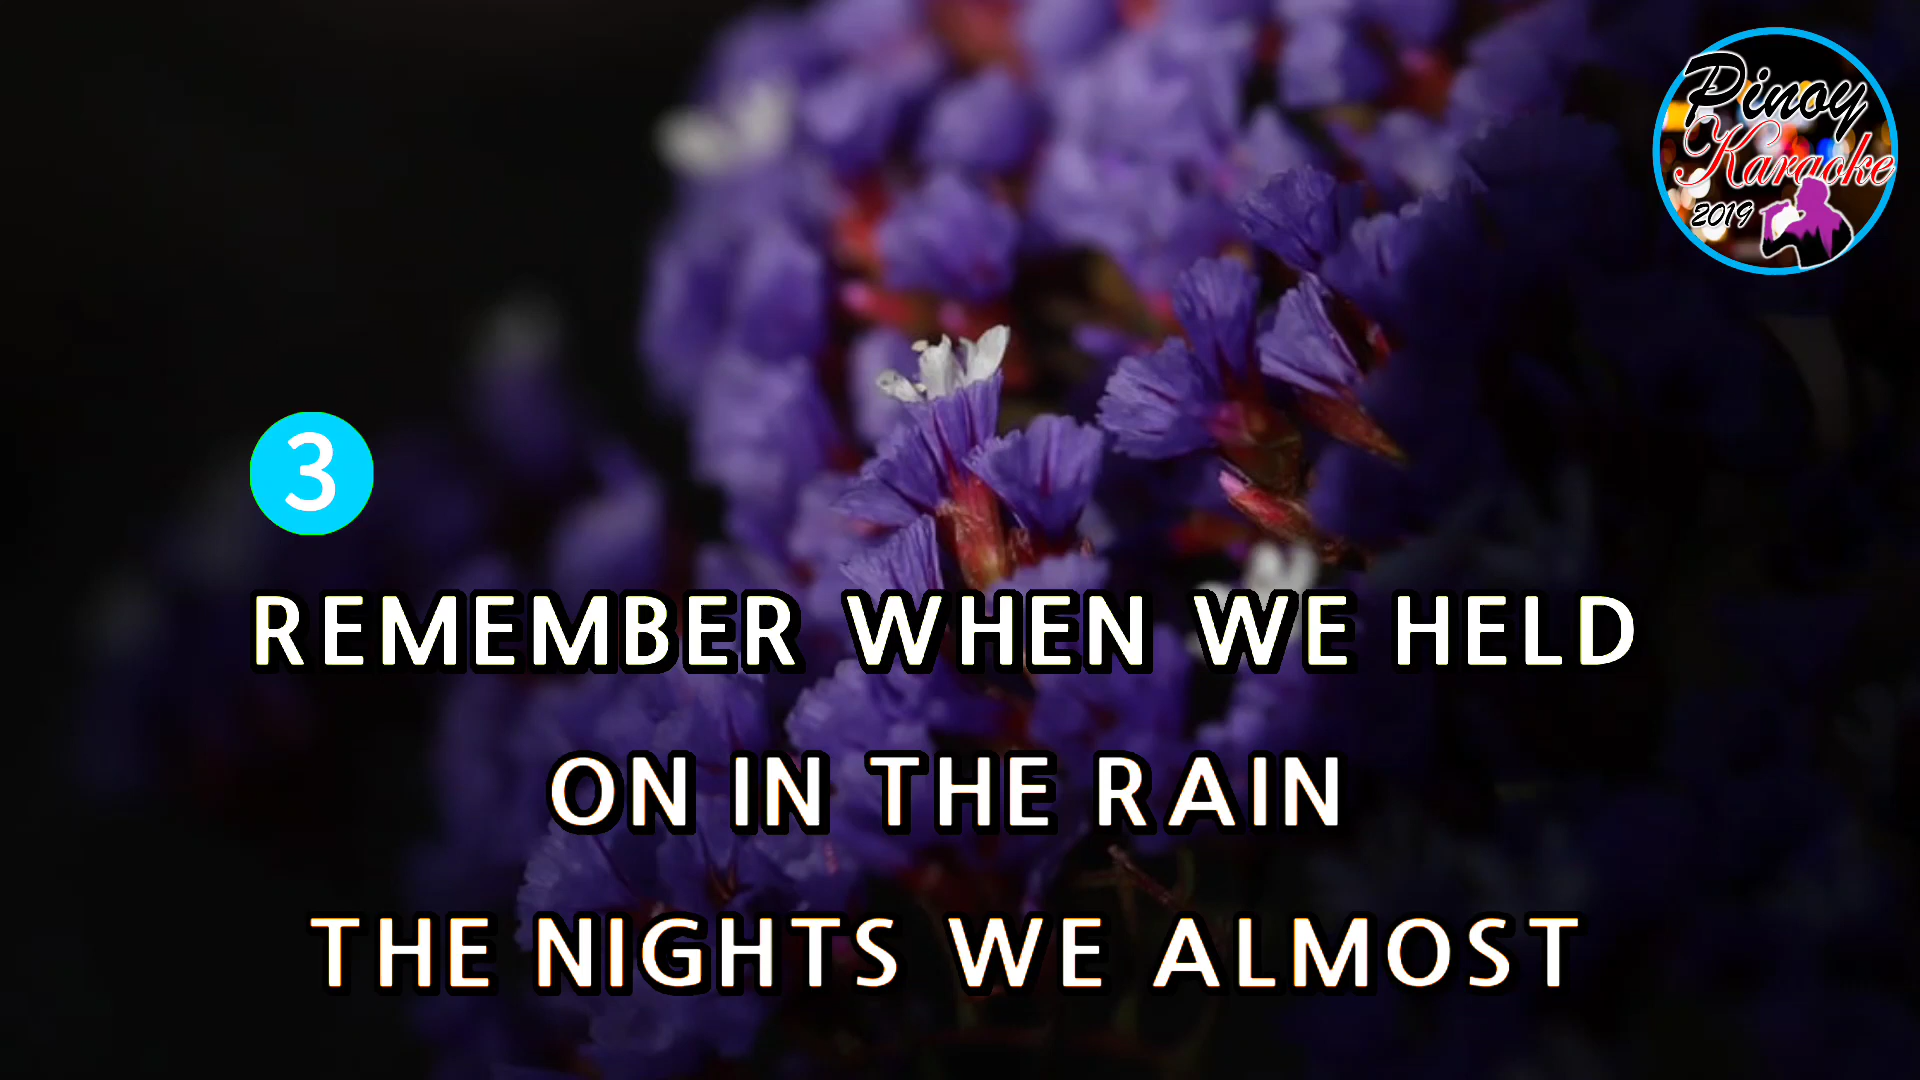 Pinoy
Karaoke
2019
3
REMEMBER WHEN WE HELD
ON IN THE RAIN
THE NIGHTS WE ALMOST